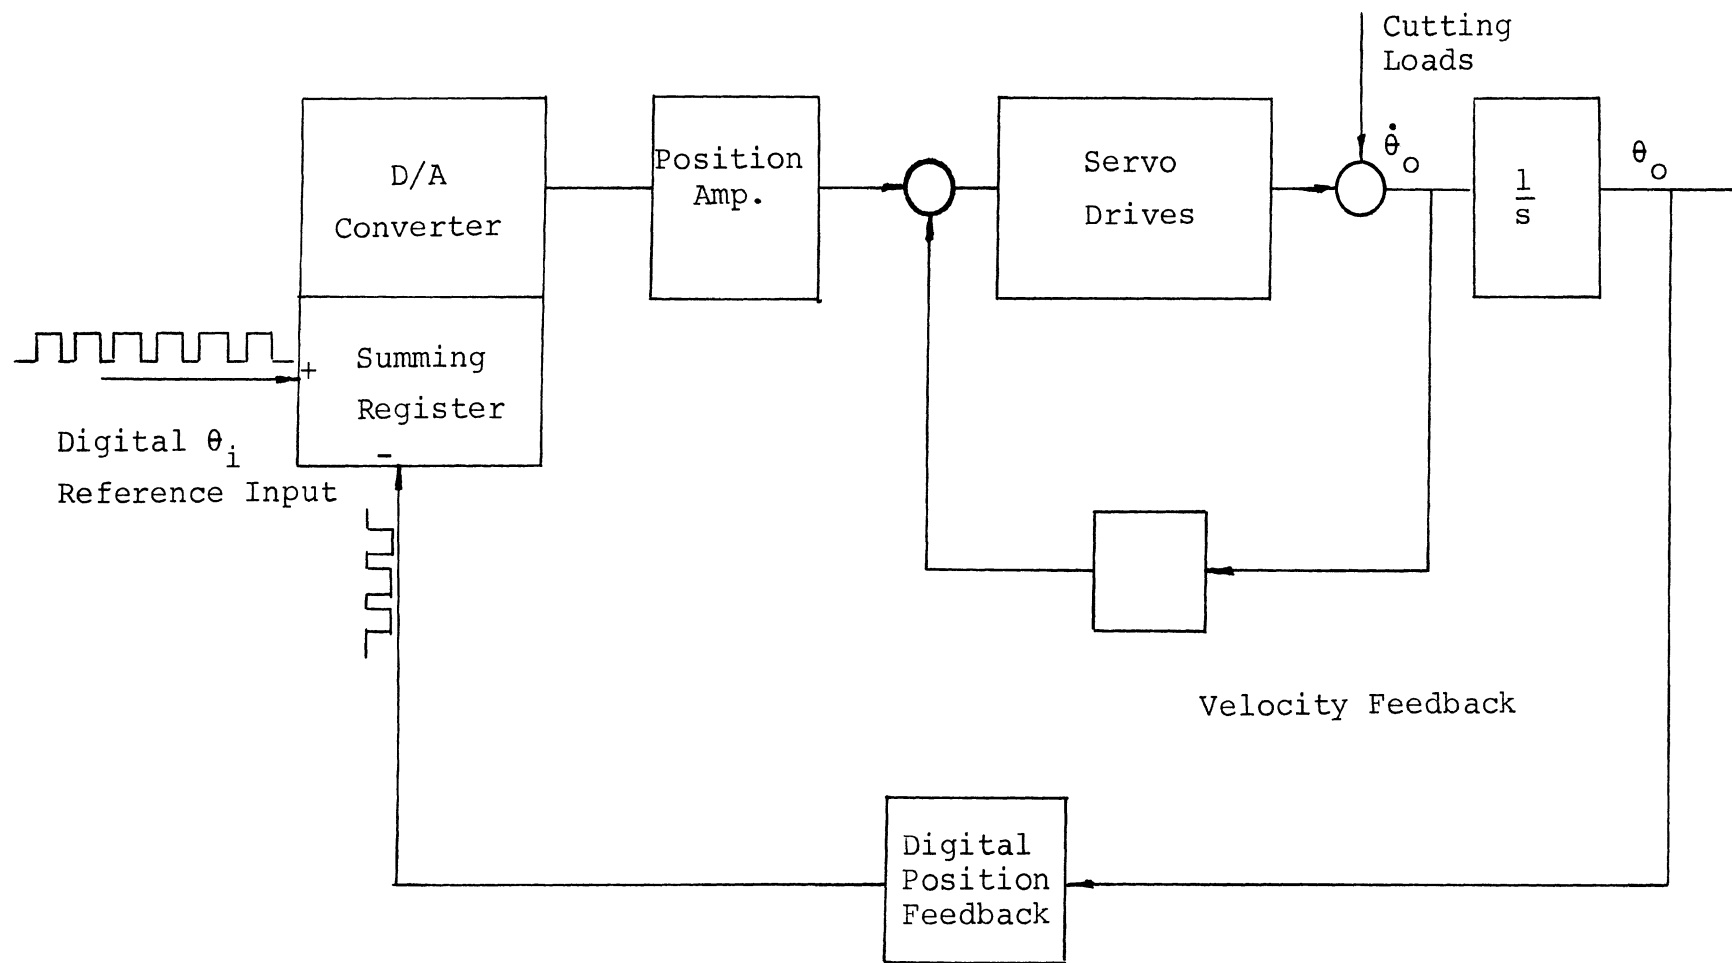 Cutting
Loads
D/A
Converter
Position
Amp.
Servo
Drives
θ̇o
1
s
θo
+
Summing
Register
-
Digital θi
Reference Input
Velocity Feedback
Digital
Position
Feedback